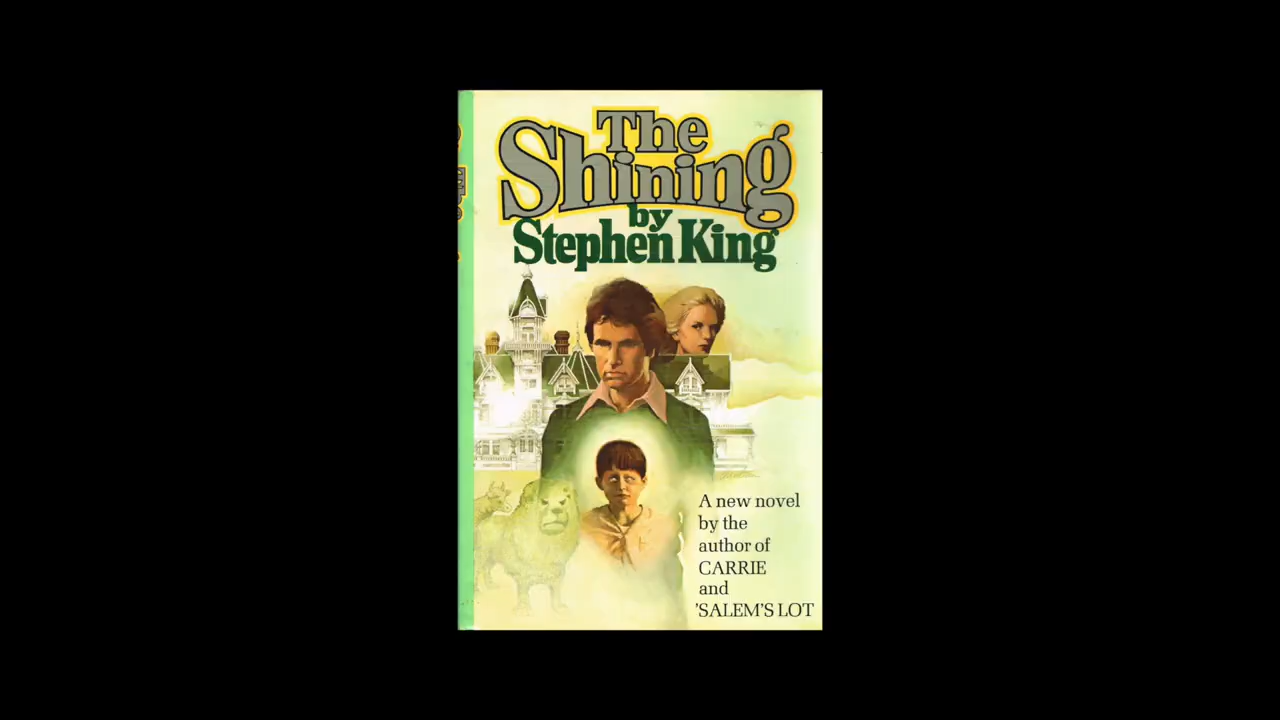 The
Shining
by
Stephen King
A new novel
by the
author of
CARRIE
and
'SALEM'S LOT